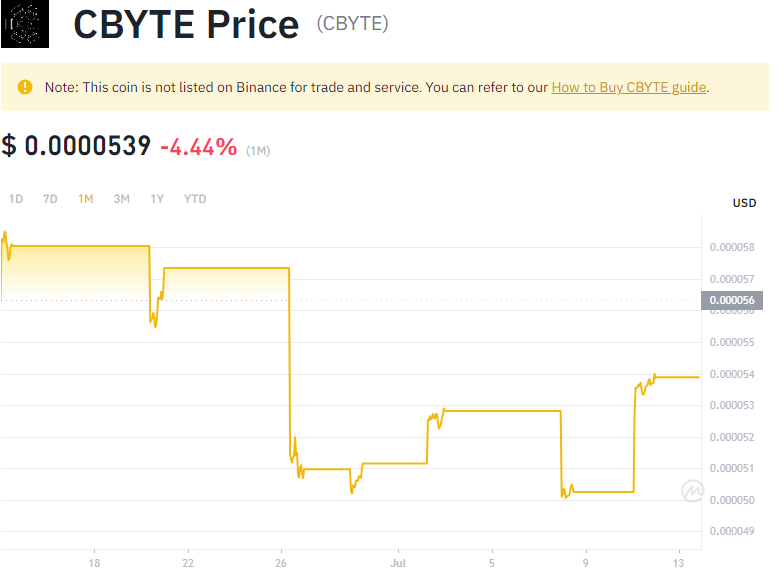 CBYTE Price (CBYTE)
Note: This coin is not listed on Binance for trade and service. You can refer to our How to Buy CBYTE guide.
$ 0.0000539 -4.44% (1M)
1D 7D 1M 3M 1Y YTD
USD
0.000058
0.000057
0.000056
0.000056
0.000055
0.000054
0.000053
0.000052
0.000051
0.000050
0.000049
18 22 26 Jul 5 9 13